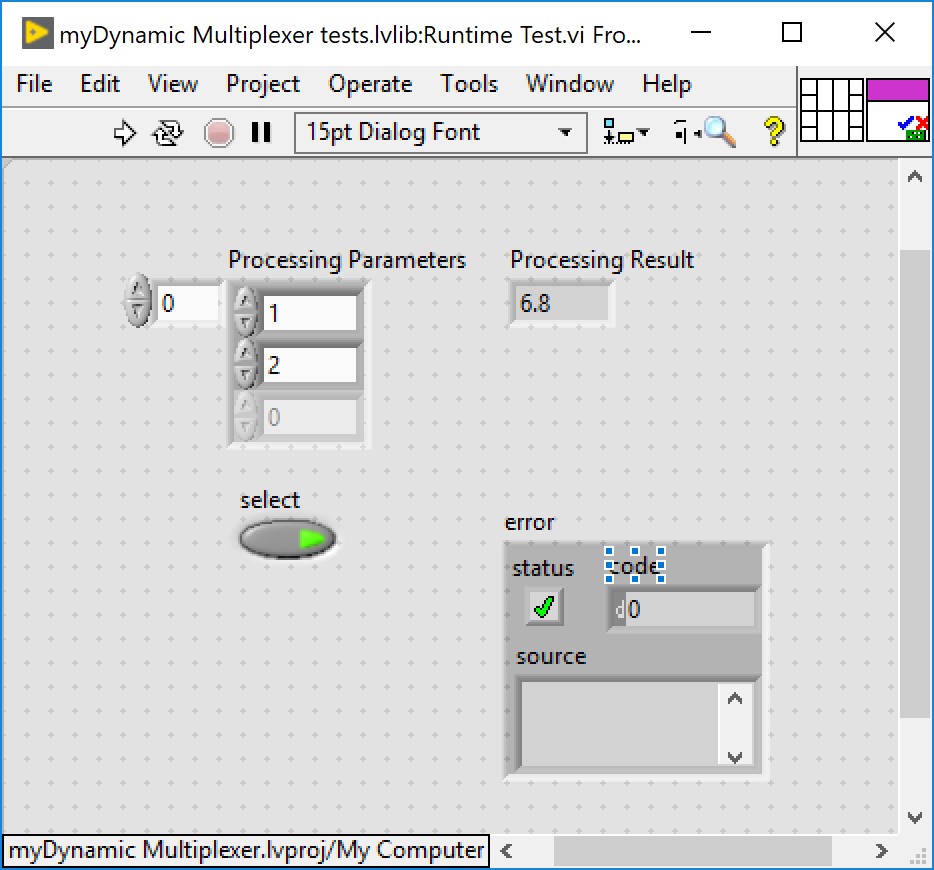 myDynamic Multiplexer tests.lvlib:Runtime Test.vi Fro...
File Edit View Project Operate Tools Window Help
15pt Dialog Font
Processing Parameters
Processing Result
0
1
6.8
2
0
select
error
status
code
d0
source
myDynamic Multiplexer.lvproj/My Computer